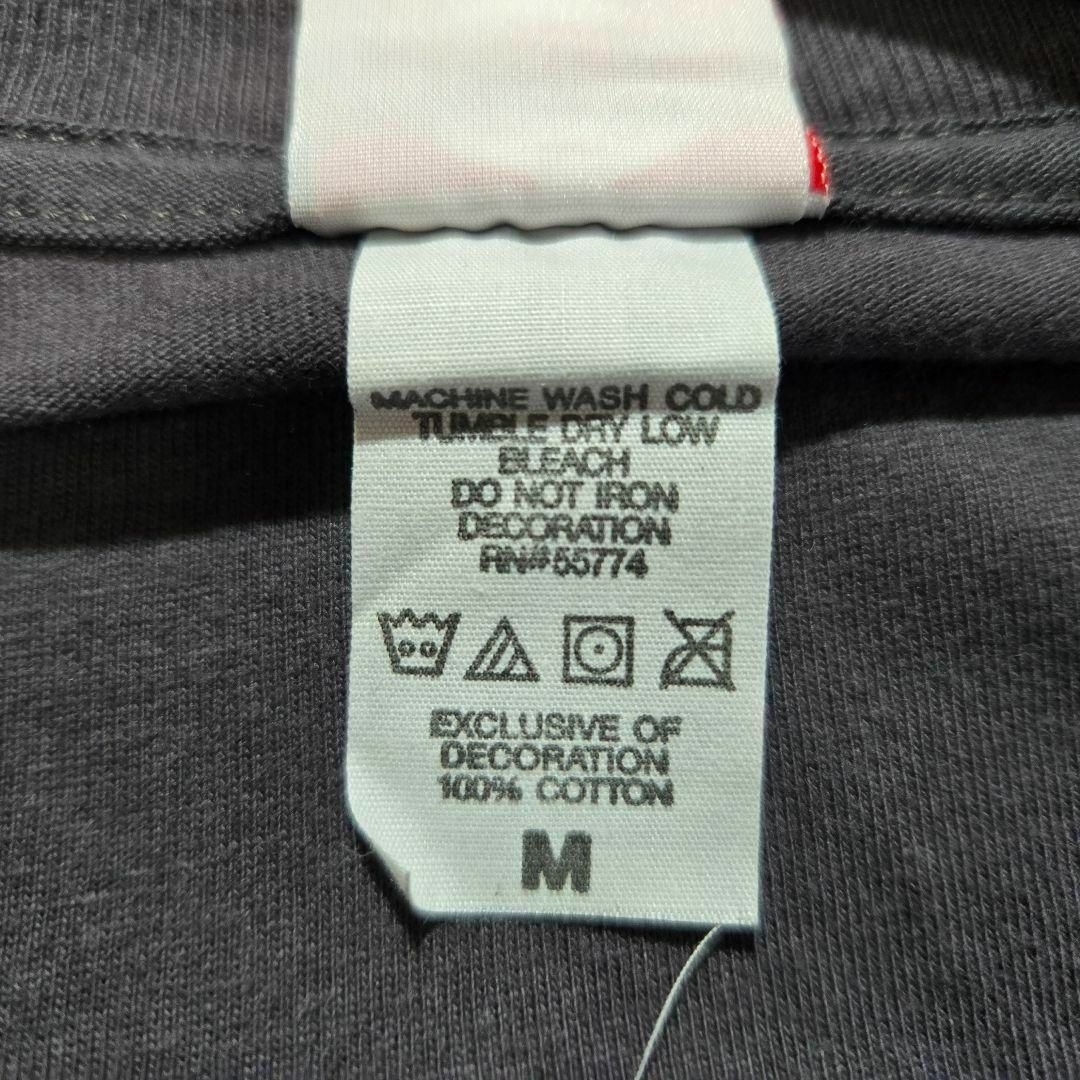 MACHINE WASH COLD
TUMBLE DRY LOW
BLEACH
DO NOT IRON
DECORATION
RN#55774
EXCLUSIVE OF
DECORATION
100% COTTON
M